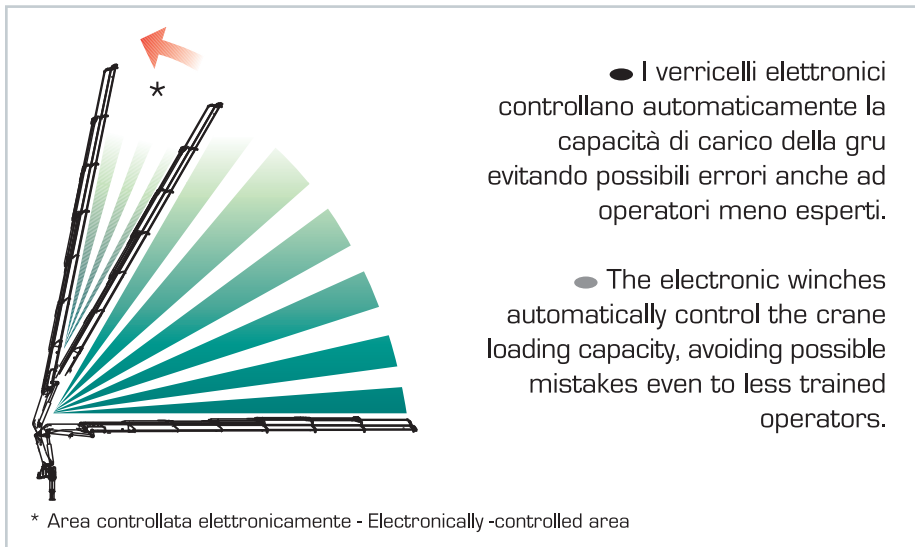 *
I verricelli elettronici
controllano automaticamente la
capacità di carico della gru
evitando possibili errori anche ad
operatori meno esperti.
The electronic winches
automatically control the crane
loading capacity, avoiding possible
mistakes even to less trained
operators.
* Area controllata elettronicamente - Electronically -controlled area